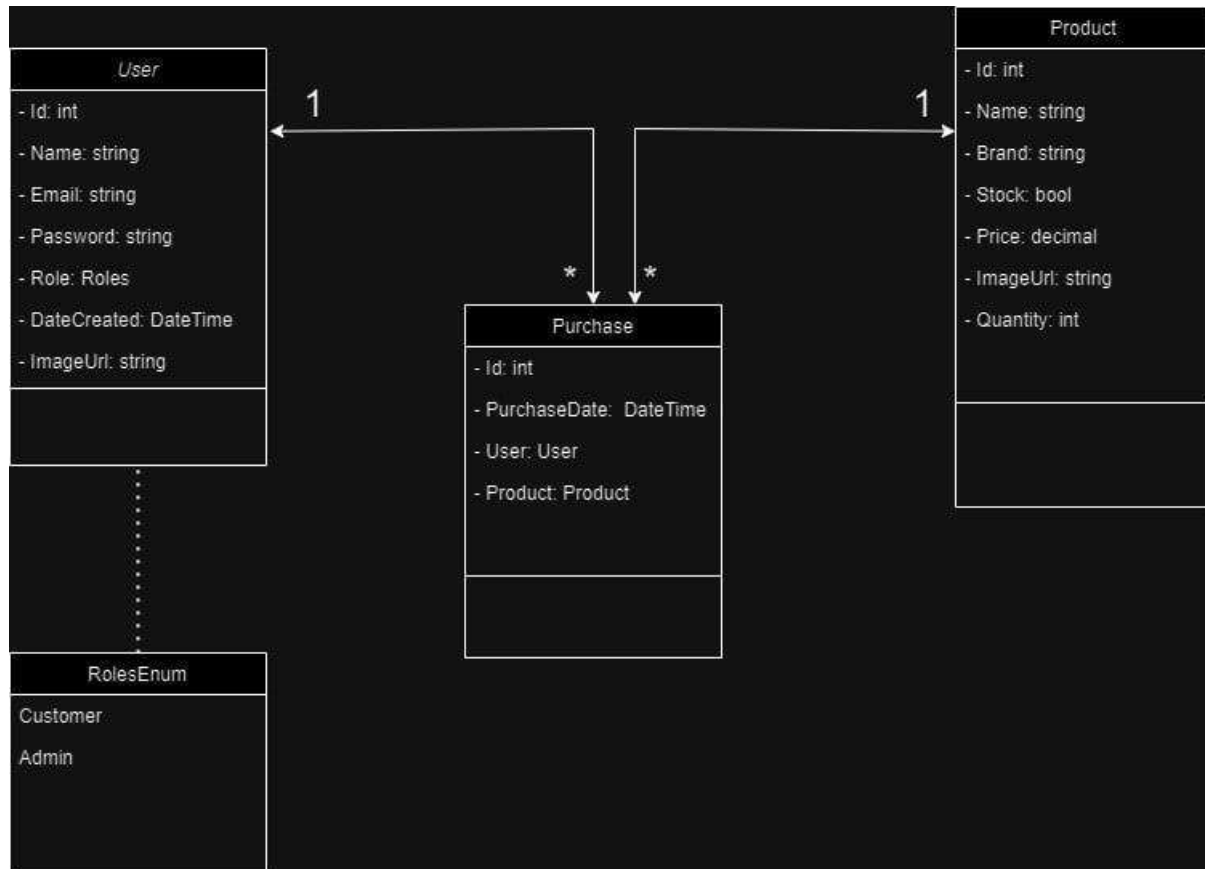 User
- Id: int
- Name: string
- Email: string
- Password: string
- Role: Roles
- DateCreated: DateTime
- ImageUrl: string
1
*
1
*
Purchase
- Id: int
- PurchaseDate:  DateTime
- User: User
- Product: Product
Product
- Id: int
- Name: string
- Brand: string
- Stock: bool
- Price: decimal
- ImageUrl: string
- Quantity: int
RolesEnum
Customer
Admin